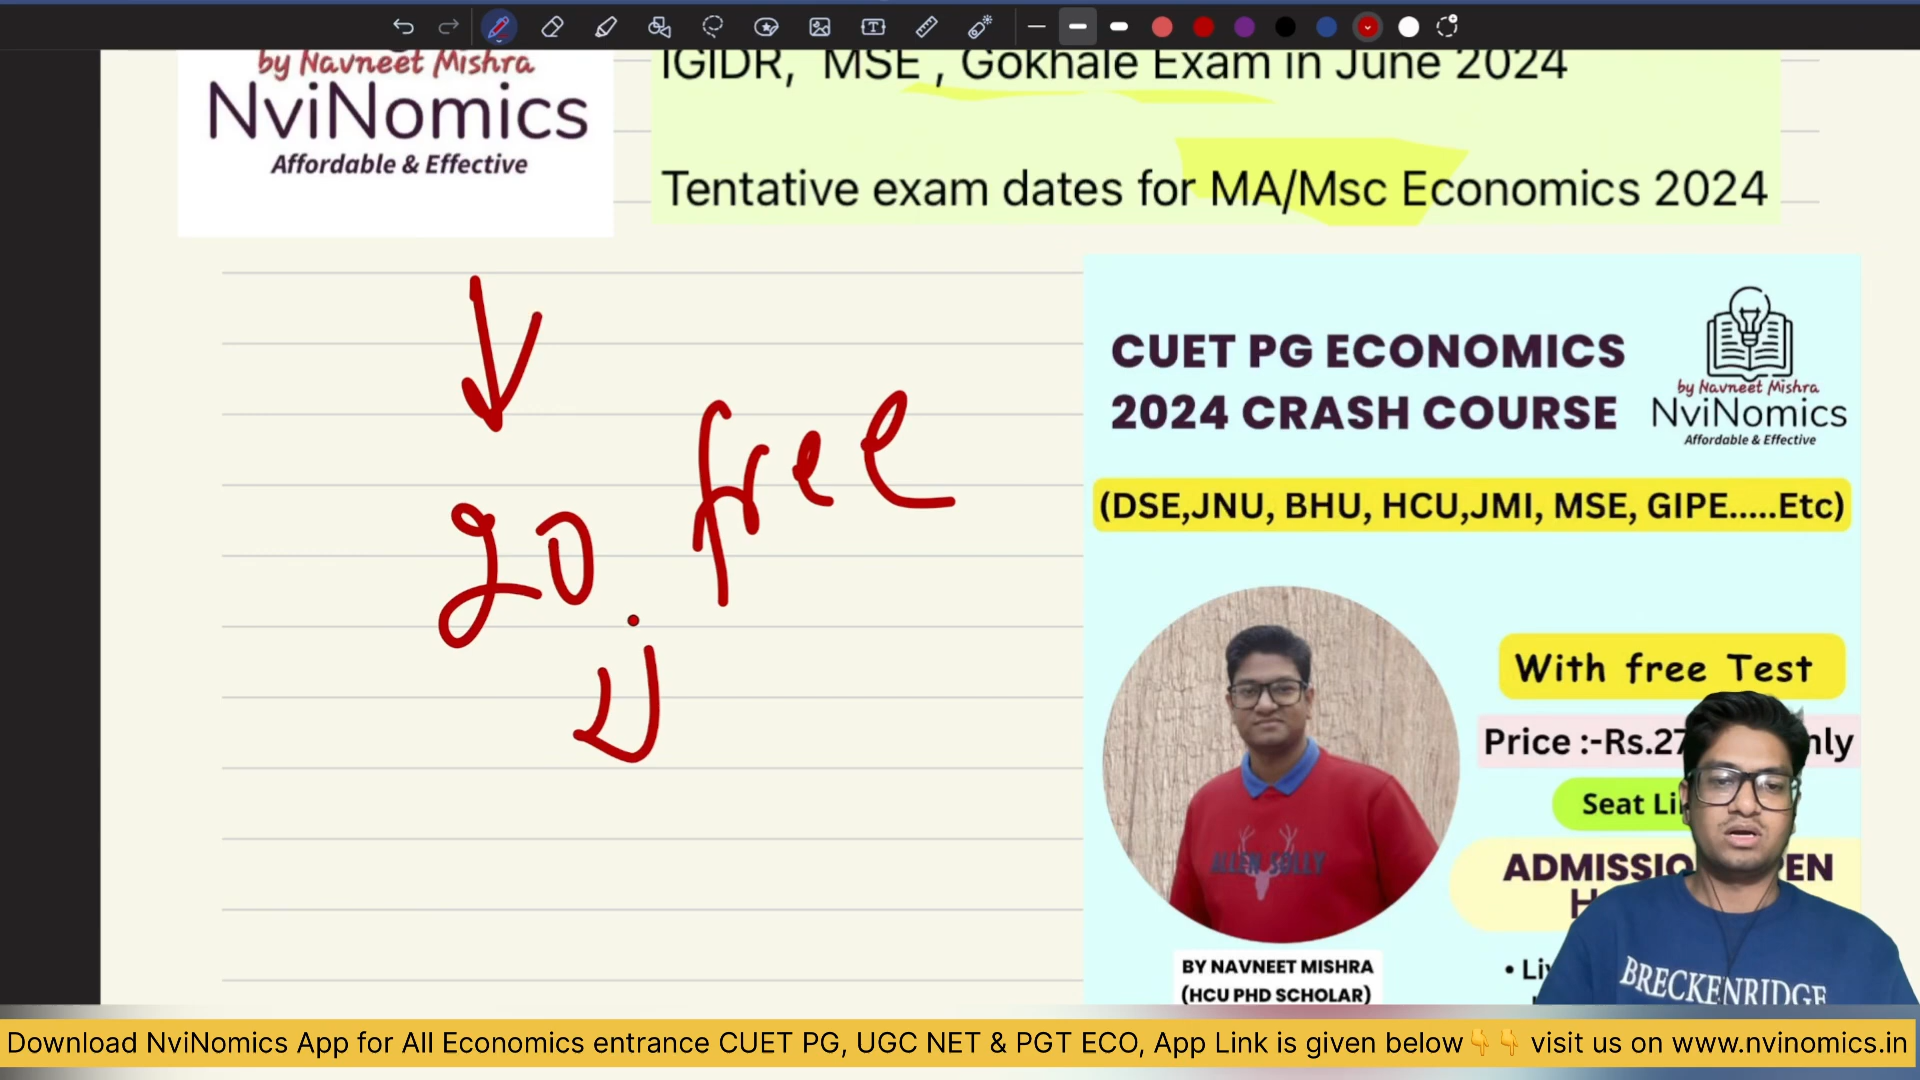 by Navneet Mishra
NviNomics
Affordable & Effective
IGIDR, MSE , Gokhale Exam in June 2024
Tentative exam dates for MA/Msc Economics 2024
20 free
CUET PG ECONOMICS
2024 CRASH COURSE
by Navneet Mishra
NviNomics
Affordable & Effective
(DSE,JNU, BHU, HCU,JMI, MSE, GIPE.....Etc)
With free Test
Price :-Rs.27
Seat Li
ADMISSIO EN
ALLEN SOLLY
BY NAVNEET MISHRA
(HCU PHD SCHOLAR)
• Liv
BRECKENRIDGE
Download NviNomics App for All Economics entrance CUET PG, UGC NET & PGT ECO, App Link is given below👇👇 visit us on www.nvinomics.in